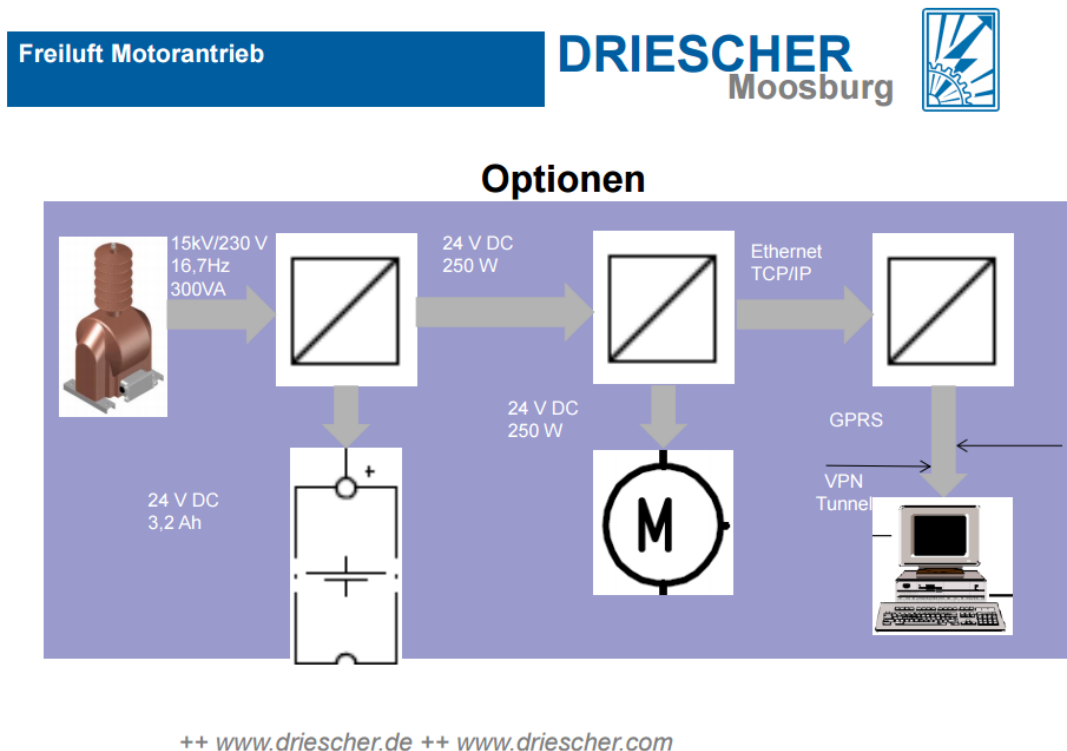 Freiluft Motorantrieb
DRIESCHER
Moosburg
Optionen
15kV/230 V
16,7Hz
300VA
24 V DC
250 W
Ethernet
TCP/IP
24 V DC
250 W
GPRS
+
24 V DC
3,2 Ah
M
VPN
Tunnel
++ www.driescher.de ++ www.driescher.com